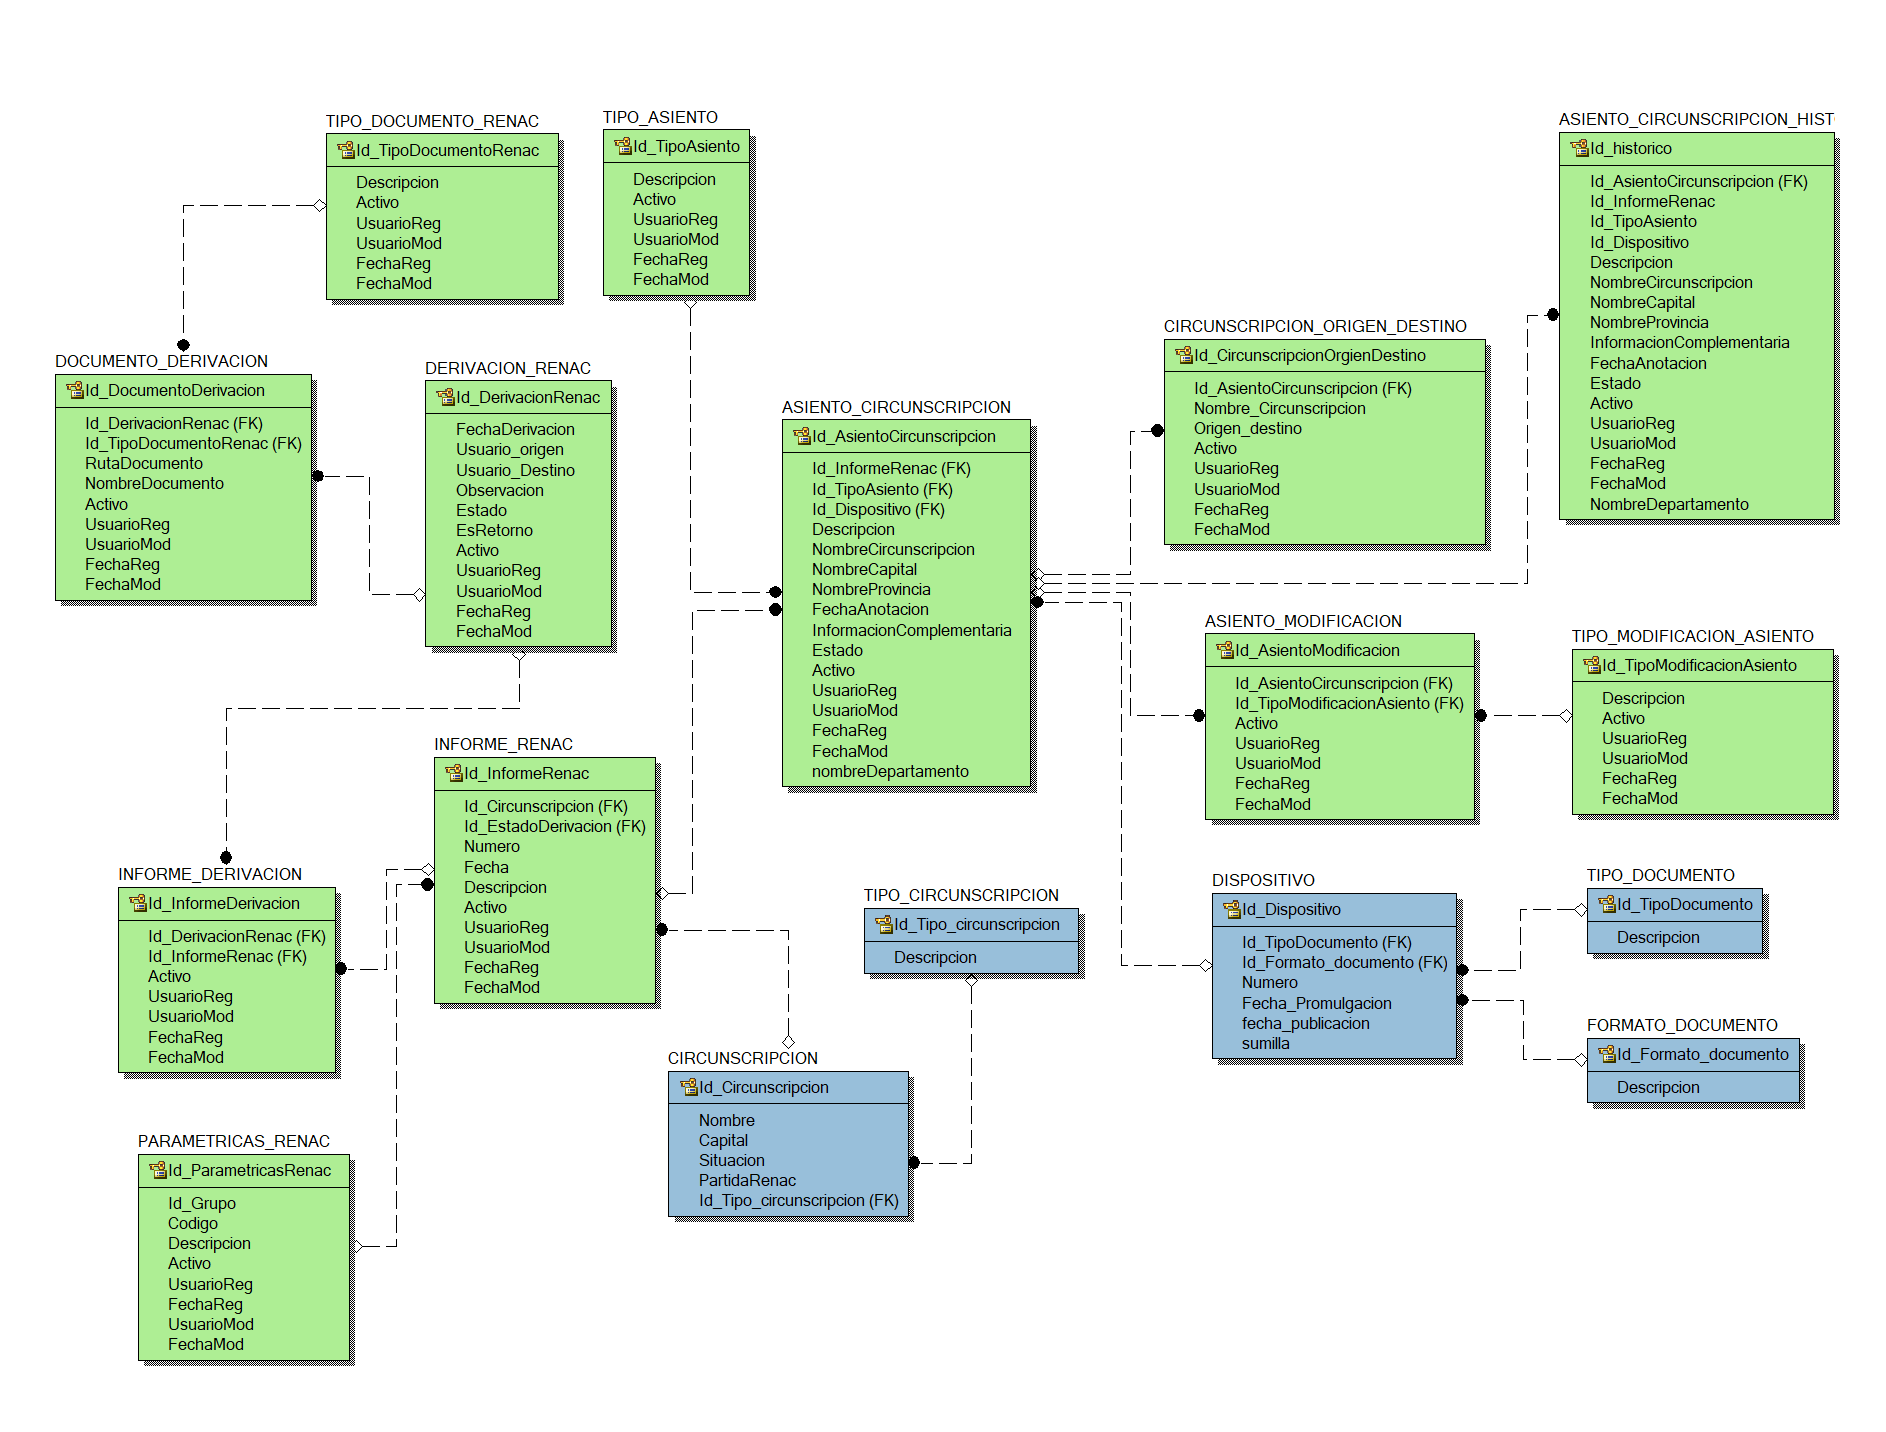 TIPO_DOCUMENTO_RENAC
Id_TipoDocumentoRenac
Descripcion
Activo
UsuarioReg
UsuarioMod
FechaReg
FechaMod
TIPO_ASIENTO
Id_TipoAsiento
Descripcion
Activo
UsuarioReg
UsuarioMod
FechaReg
FechaMod
ASIENTO_CIRCUNSCRIPCION_HIST
Id_historico
Id_AsientoCircunscripcion (FK)
Id_InformeRenac
Id_TipoAsiento
Id_Dispositivo
Descripcion
NombreCircunscripcion
NombreCapital
NombreProvincia
InformacionComplementaria
FechaAnotacion
Estado
Activo
UsuarioReg
UsuarioMod
FechaReg
FechaMod
NombreDepartamento
DOCUMENTO_DERIVACION
Id_DocumentoDerivacion
Id_DerivacionRenac (FK)
Id_TipoDocumentoRenac (FK)
RutaDocumento
NombreDocumento
Activo
UsuarioReg
UsuarioMod
FechaReg
FechaMod
DERIVACION_RENAC
Id_DerivacionRenac
FechaDerivacion
Usuario_origen
Usuario_Destino
Observacion
Estado
EsRetorno
Activo
UsuarioReg
UsuarioMod
FechaReg
FechaMod
ASIENTO_CIRCUNSCRIPCION
Id_AsientoCircunscripcion
Id_InformeRenac (FK)
Id_TipoAsiento (FK)
Id_Dispositivo (FK)
Descripcion
NombreCircunscripcion
NombreCapital
NombreProvincia
FechaAnotacion
InformacionComplementaria
Estado
Activo
UsuarioReg
UsuarioMod
FechaReg
FechaMod
nombreDepartamento
CIRCUNSCRIPCION_ORIGEN_DESTINO
Id_CircunscripcionOrgienDestino
Id_AsientoCircunscripcion (FK)
Nombre_Circunscripcion
Origen_destino
Activo
UsuarioReg
UsuarioMod
FechaReg
FechaMod
ASIENTO_MODIFICACION
Id_AsientoModificacion
Id_AsientoCircunscripcion (FK)
Id_TipoModificacionAsiento (FK)
Activo
UsuarioReg
UsuarioMod
FechaReg
FechaMod
TIPO_MODIFICACION_ASIENTO
Id_TipoModificacionAsiento
Descripcion
Activo
UsuarioReg
UsuarioMod
FechaReg
FechaMod
INFORME_RENAC
Id_InformeRenac
Id_Circunscripcion (FK)
Id_EstadoDerivacion (FK)
Numero
Fecha
Descripcion
Activo
UsuarioReg
UsuarioMod
FechaReg
FechaMod
INFORME_DERIVACION
Id_InformeDerivacion
Id_DerivacionRenac (FK)
Id_InformeRenac (FK)
Activo
UsuarioReg
UsuarioMod
FechaReg
FechaMod
TIPO_CIRCUNSCRIPCION
Id_Tipo_circunscripcion
Descripcion
DISPOSITIVO
Id_Dispositivo
Id_TipoDocumento (FK)
Id_Formato_documento (FK)
Numero
Fecha_Promulgacion
fecha_publicacion
sumilla
TIPO_DOCUMENTO
Id_TipoDocumento
Descripcion
FORMATO_DOCUMENTO
Id_Formato_documento
Descripcion
CIRCUNSCRIPCION
Id_Circunscripcion
Nombre
Capital
Situacion
PartidaRenac
Id_Tipo_circunscripcion (FK)
PARAMETRICAS_RENAC
Id_ParametricasRenac
Id_Grupo
Codigo
Descripcion
Activo
UsuarioReg
FechaReg
UsuarioMod
FechaMod